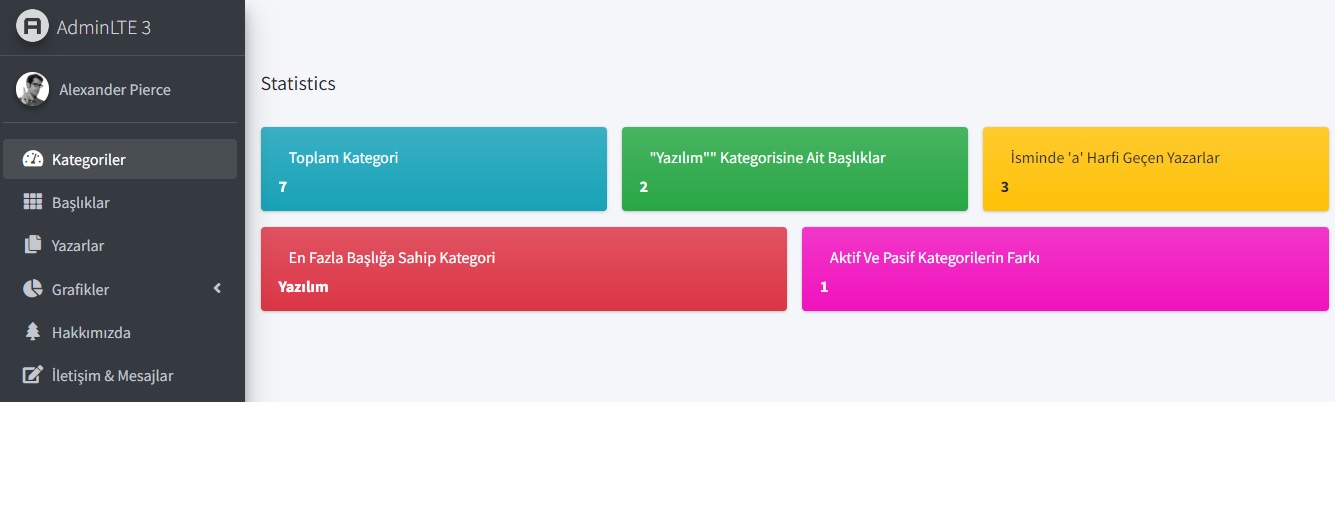 AdminLTE 3
Alexander Pierce
Kategoriler
Başlıklar
Yazarlar
Grafikler
Hakkımızda
İletişim & Mesajlar
Statistics
Toplam Kategori
7
"Yazılım"" Kategorisine Ait Başlıklar
2
İsminde 'a' Harfi Geçen Yazarlar
3
En Fazla Başlığa Sahip Kategori
Yazılım
Aktif Ve Pasif Kategorilerin Farkı
1